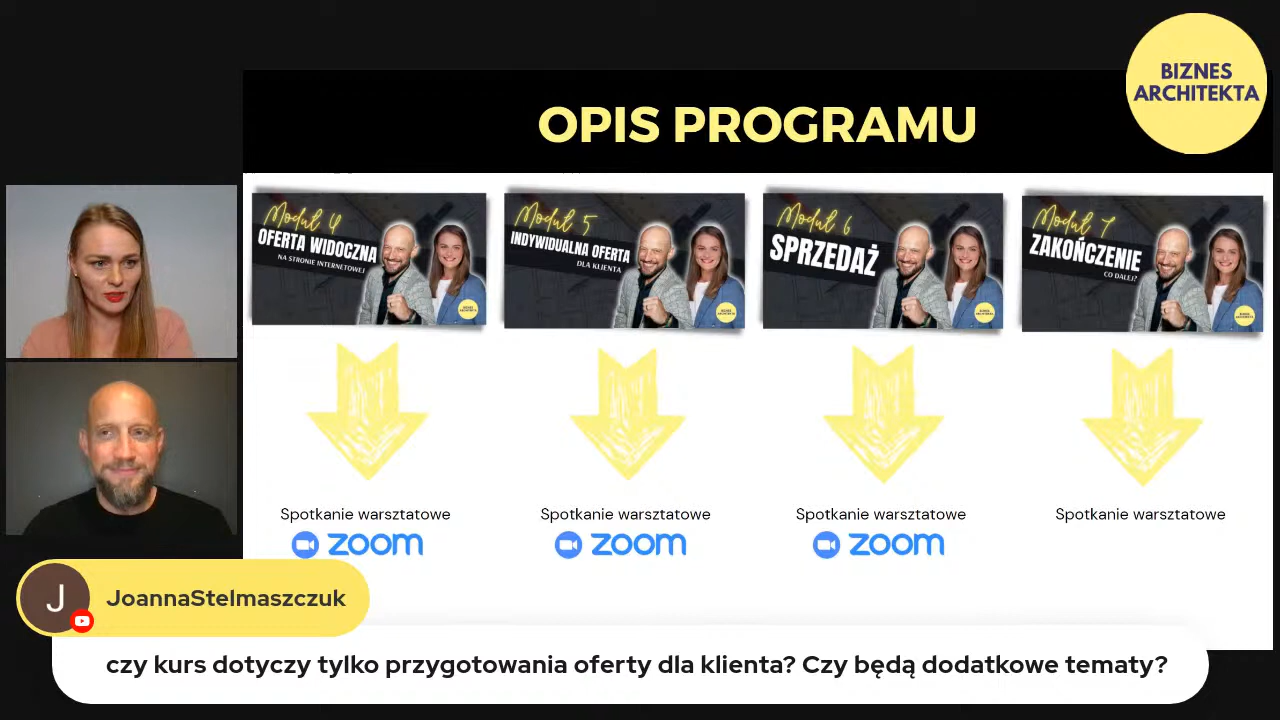 BIZNES
ARCHITEKTA
OPIS PROGRAMU
Moduł 4
OFERTA WIDOCZNA
NA STRONIE INTERNETOWEJ
Moduł 5
INDYWIDUALNA OFERTA
DLA KLIENTA
Moduł 6
SPRZEDAŻ
Moduł 7
ZAKOŃCZENIE
CO DALEJ?
Spotkanie warsztatowe
zoom
Spotkanie warsztatowe
zoom
Spotkanie warsztatowe
zoom
Spotkanie warsztatowe
J
JoannaStelmaszczuk
czy kurs dotyczy tylko przygotowania oferty dla klienta? Czy będą dodatkowe tematy?